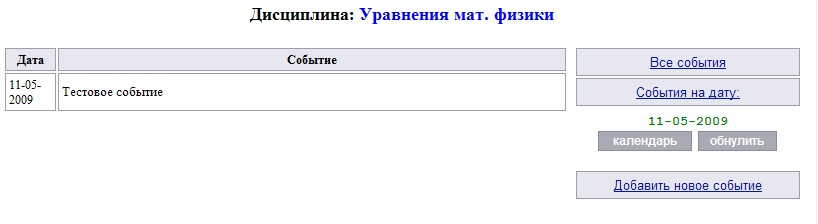 Дисциплина: Уравнения мат. физики
Дата Событие
11-05-
2009
Тестовое событие
Все события
События на дату:
11-05-2009
календарь обнулить
Добавить новое событие